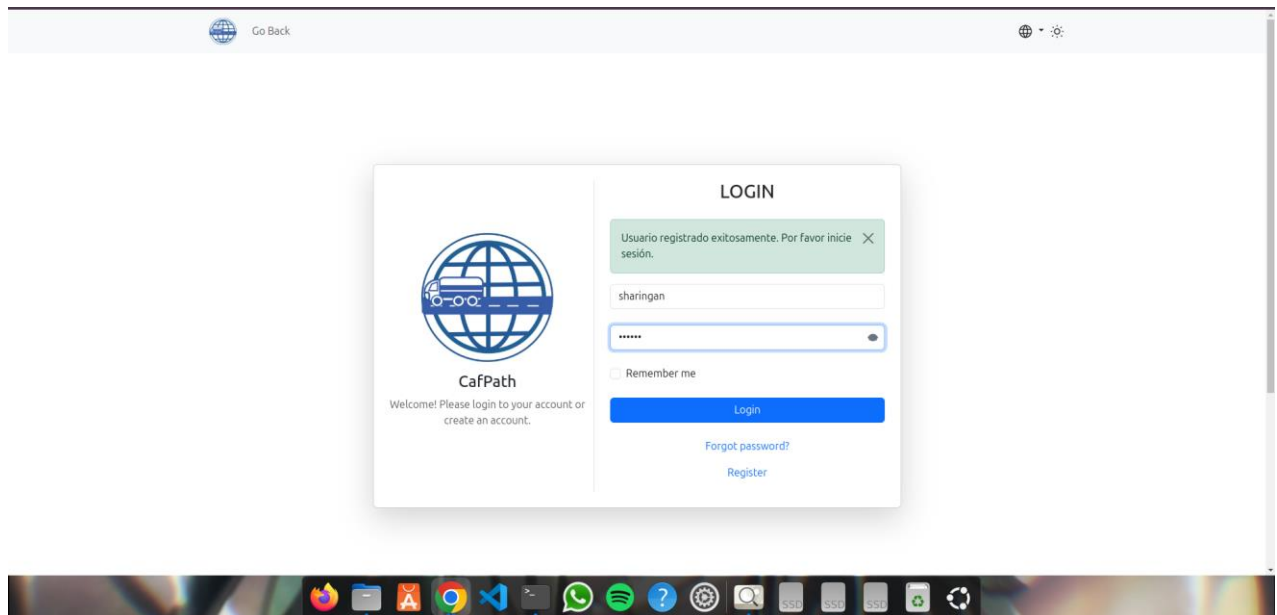 Go Back
LOGIN
Usuario registrado exitosamente. Por favor inicie
sesión.
sharingan
••••••
Remember me
CafPath
Welcome! Please login to your account or
create an account.
Login
Forgot password?
Register
SSD
SSD
SSD